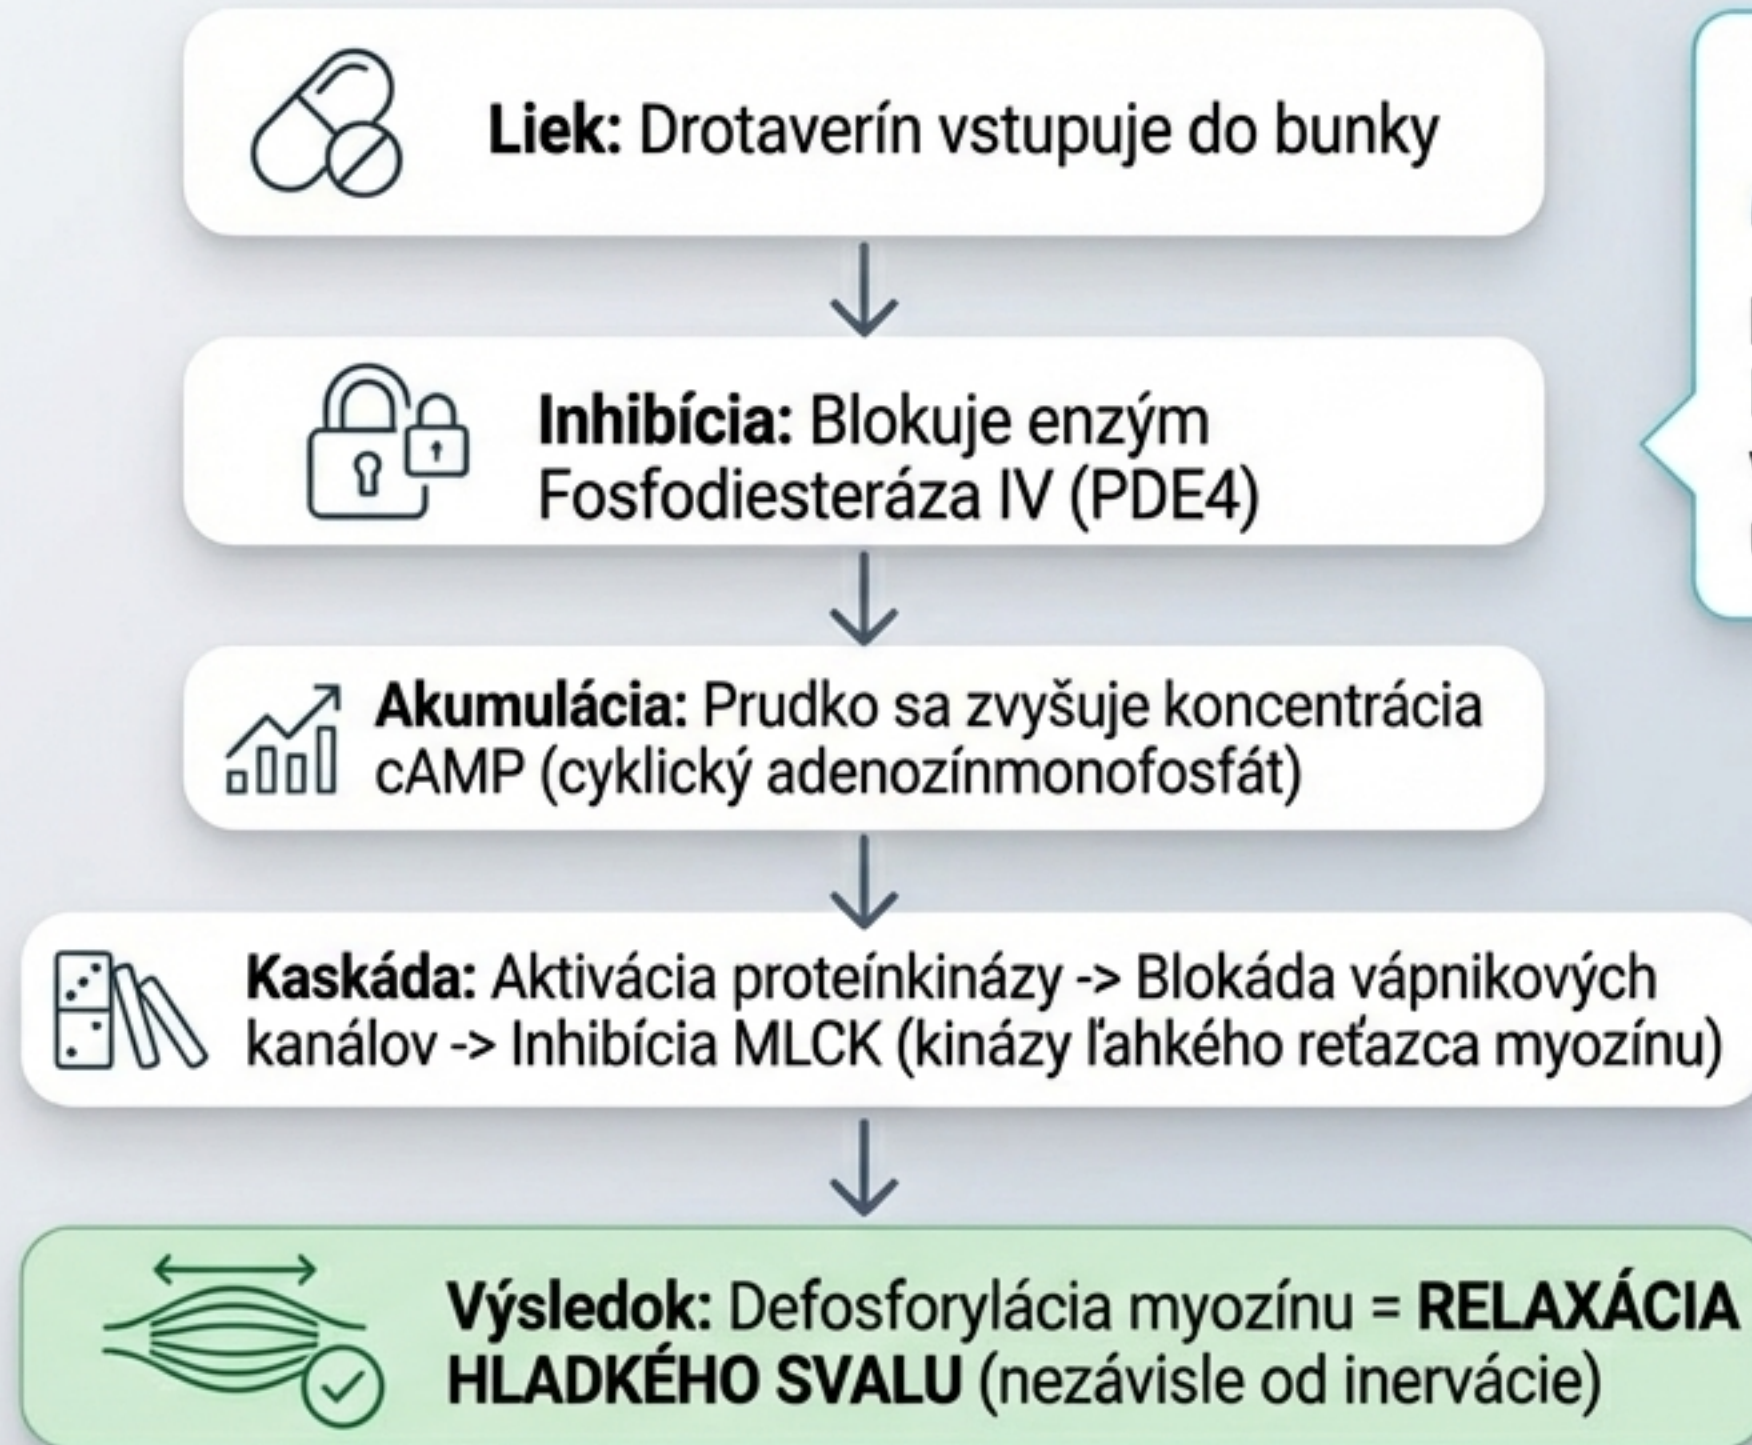 Liek: Drotaverín vstupuje do bunky
Inhibícia: Blokuje enzým
Fosfodiesteráza IV (PDE4)
Akumulácia: Prudko sa zvyšuje koncentrácia
cAMP (cyklický adenozínmonofosfát)
Kaskáda: Aktivácia proteínkinázy -> Blokáda vápnikových
kanálov -> Inhibícia MLCK (kinázy ľahkého reťazca myozínu)
Výsledok: Defosforylácia myozínu = RELAXÁCIA
HLADKÉHO SVALU (nezávisle od inervácie)